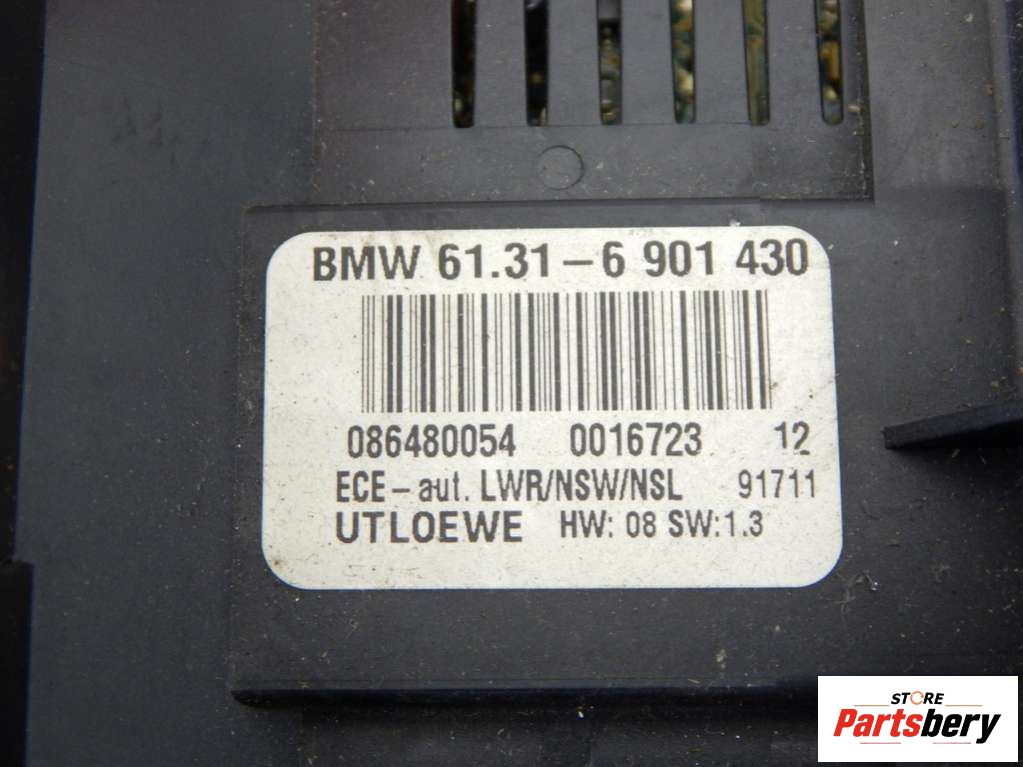 BMW 61.31-6 901 430
086480054 0016723 12
ECE-aut. LWR/NSW/NSL 91711
UTLOEWE HW: 08 SW:1.3
STORE
Partsbery